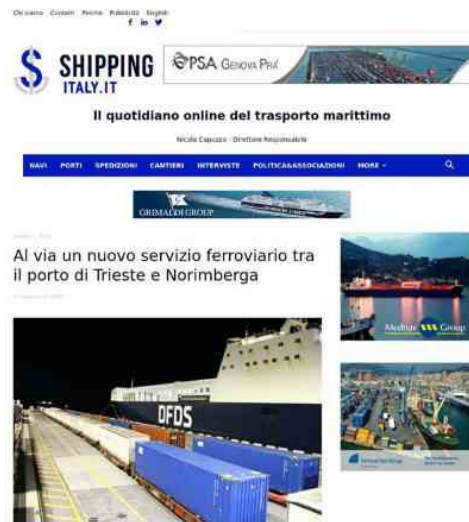 Chi siamo Contatti Perché Pubblicità English
SHIPPING
ITALY.IT
PSA GENOVA PRA'
Il quotidiano online del trasporto marittimo
Nicola Capuzzo - Direttore Responsabile
NAVI PORTI SPEDIZIONI CANTIERI INTERVISTE POLITICA&ASSOCIAZIONI MORE
GRIMALDI GROUP
Al via un nuovo servizio ferroviario tra
il porto di Trieste e Norimberga
DFDS
Medtug Group